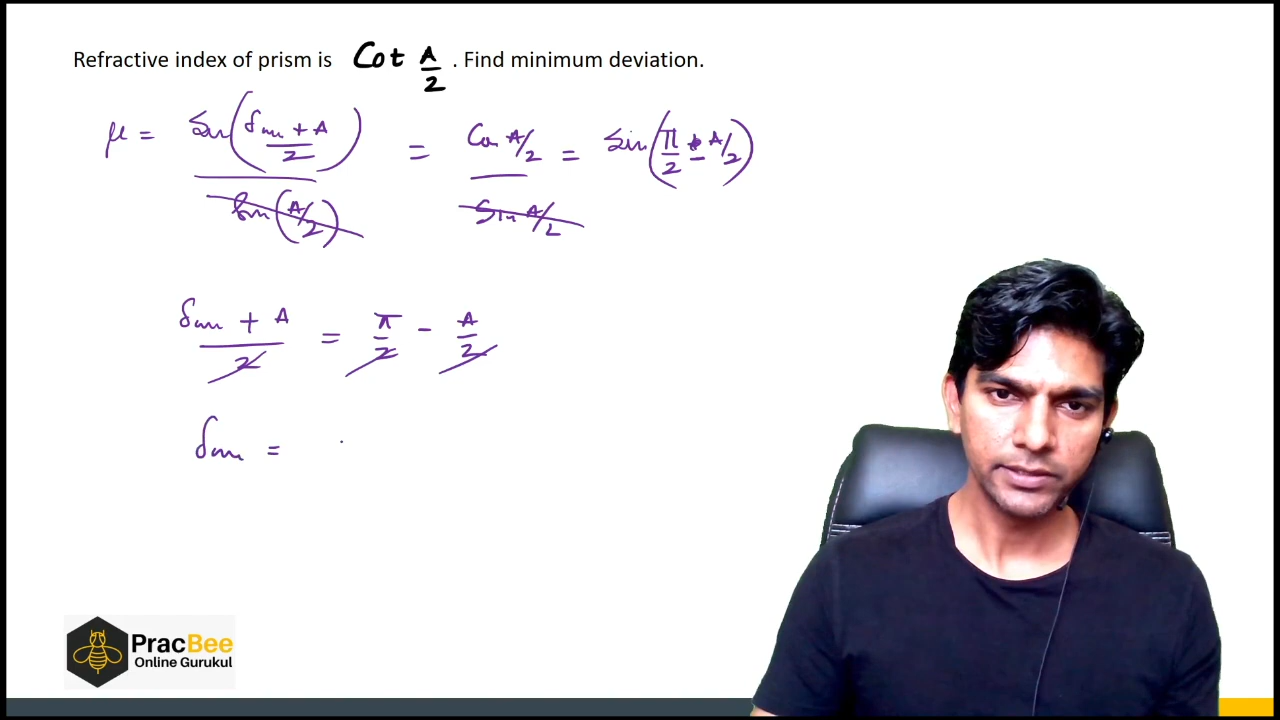 Refractive index of prism is Cot A/2 . Find minimum deviation.
μ = Sin(δm + A / 2) / Sin(A/2) = Cos A/2 / Sin A/2 = Sin(π/2 - A/2)
δm + A / 2 = π/2 - A/2
δm =
PracBee
Online Gurukul